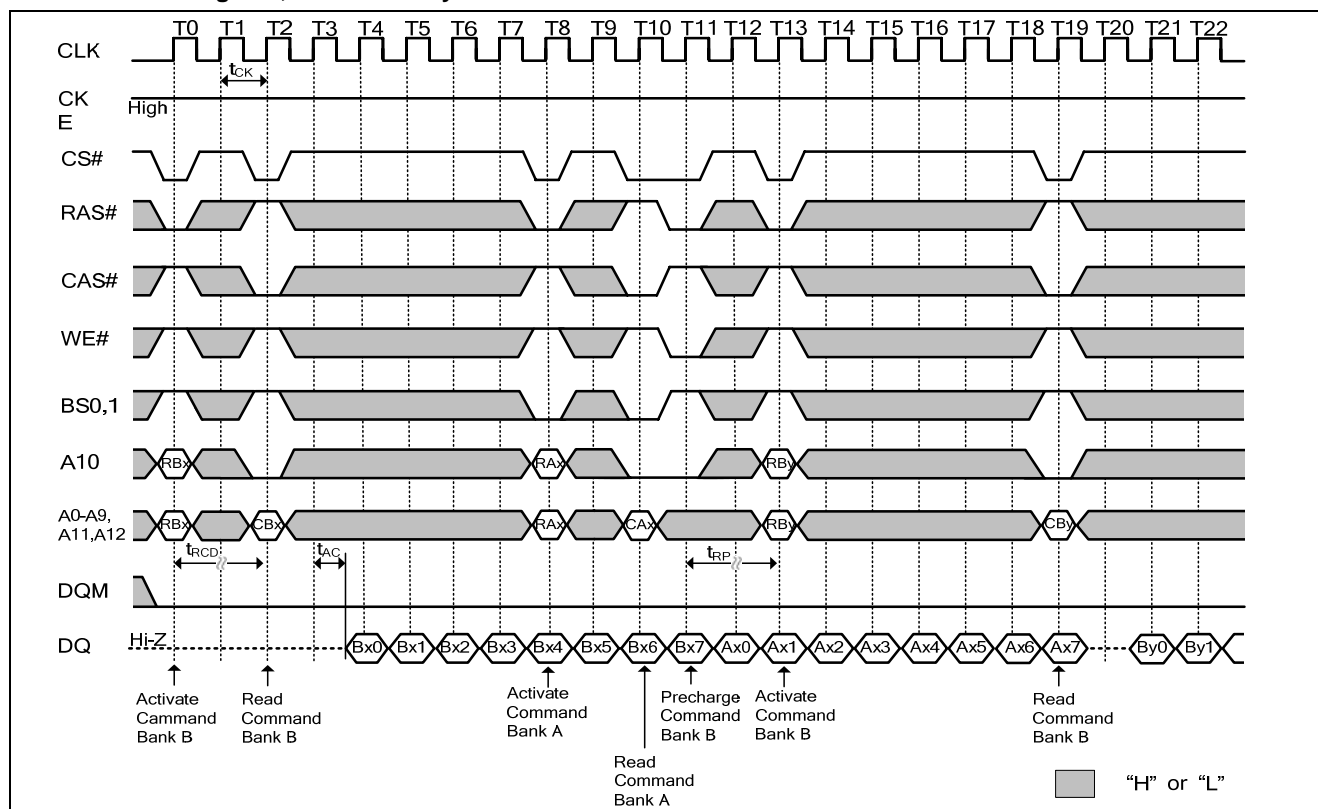 T0 T1 T2 T3 T4 T5 T6 T7 T8 T9 T10 T11 T12 T13 T14 T15 T16 T17 T18 T19 T20 T21 T22
CLK
tCK
CK
E
High
CS#
RAS#
CAS#
WE#
BS0,1
A10
RBx RAx RBy
A0-A9,
A11,A12
RBx CBx RAx CAx RBy CBy
tRCD tAC tRP
DQM
DQ
Hi-Z
Bx0 Bx1 Bx2 Bx3 Bx4 Bx5 Bx6 Bx7 Ax0 Ax1 Ax2 Ax3 Ax4 Ax5 Ax6 Ax7 By0 By1
Activate
Cammand
Bank B
Read
Command
Bank B
Activate
Command
Bank A
Read
Command
Bank A
Precharge
Command
Bank B
Activate
Command
Bank B
Read
Command
Bank B
“H” or “L”